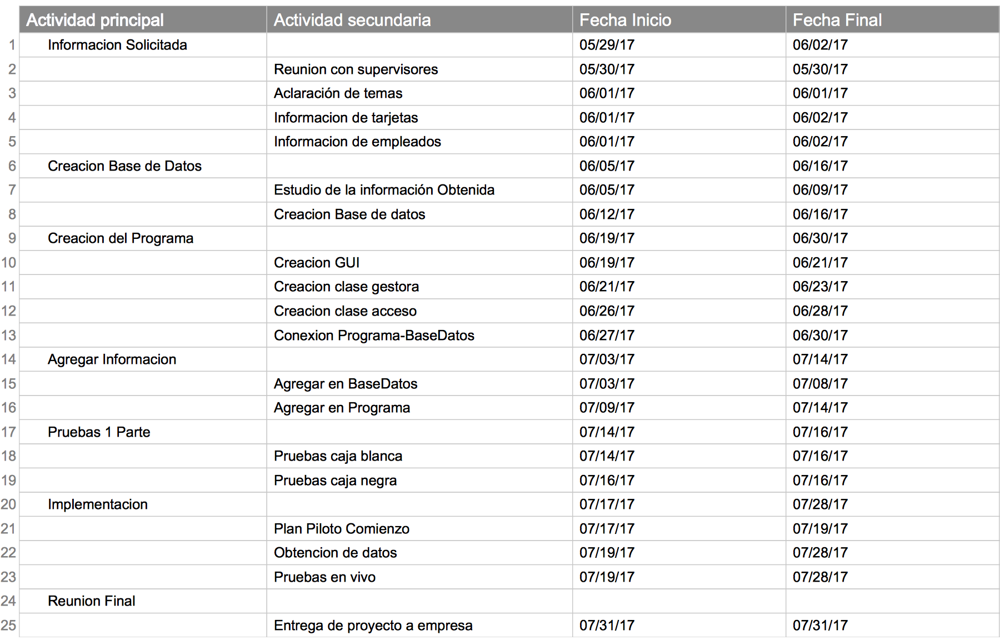 Actividad principal Actividad secundaria Fecha Inicio Fecha Final
1 Informacion Solicitada 05/29/17 06/02/17
2 Reunion con supervisores 05/30/17 05/30/17
3 Aclaración de temas 06/01/17 06/01/17
4 Informacion de tarjetas 06/01/17 06/02/17
5 Informacion de empleados 06/01/17 06/02/17
6 Creacion Base de Datos 06/05/17 06/16/17
7 Estudio de la información Obtenida 06/05/17 06/09/17
8 Creacion Base de datos 06/12/17 06/16/17
9 Creacion del Programa 06/19/17 06/30/17
10 Creacion GUI 06/19/17 06/21/17
11 Creacion clase gestora 06/21/17 06/23/17
12 Creacion clase acceso 06/26/17 06/28/17
13 Conexion Programa-BaseDatos 06/27/17 06/30/17
14 Agregar Informacion 07/03/17 07/14/17
15 Agregar en BaseDatos 07/03/17 07/08/17
16 Agregar en Programa 07/09/17 07/14/17
17 Pruebas 1 Parte 07/14/17 07/16/17
18 Pruebas caja blanca 07/14/17 07/16/17
19 Pruebas caja negra 07/16/17 07/16/17
20 Implementacion 07/17/17 07/28/17
21 Plan Piloto Comienzo 07/17/17 07/19/17
22 Obtencion de datos 07/19/17 07/28/17
23 Pruebas en vivo 07/19/17 07/28/17
24 Reunion Final
25 Entrega de proyecto a empresa 07/31/17 07/31/17